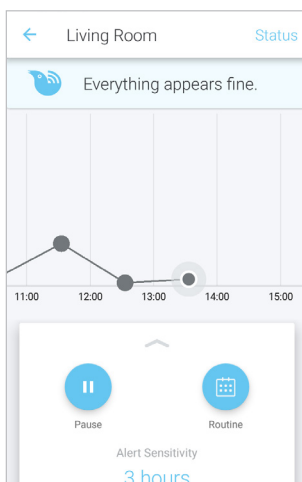 Living Room Status
Everything appears fine.
11:00 12:00 13:00 14:00 15:00
Pause Routine
Alert Sensitivity
3 hours